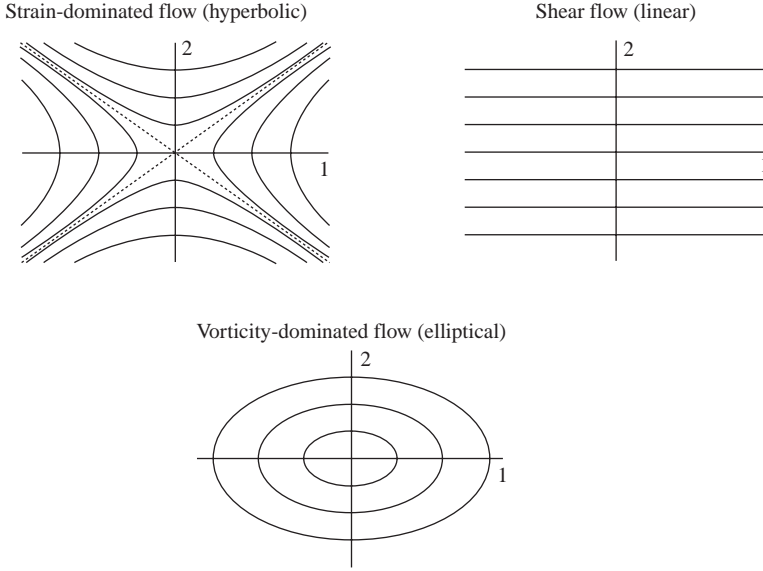 Strain-dominated flow (hyperbolic)
Shear flow (linear)
2
2
1
Vorticity-dominated flow (elliptical)
2
1